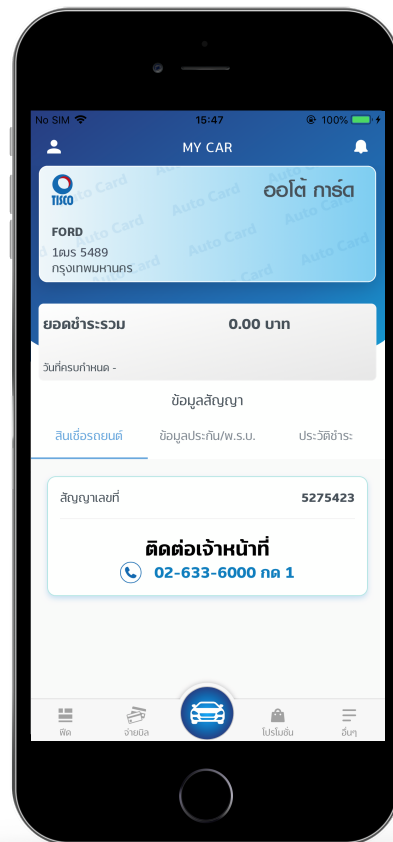 No SIM 15:47 100%
MY CAR
TISCO
ออโต้ การ์ด
Auto Card
FORD
1ฒร 5489
กรุงเทพมหานคร
ยอดชำระรวม 0.00 บาท
วันที่ครบกำหนด -
ข้อมูลสัญญา
สินเชื่อรถยนต์ ข้อมูลประกัน/พ.ร.บ. ประวัติชำระ
สัญญาเลขที่ 5275423
ติดต่อเจ้าหน้าที่
02-633-6000 กด 1
ฟีด จ่ายบิล โปรโมชั่น อื่นๆ